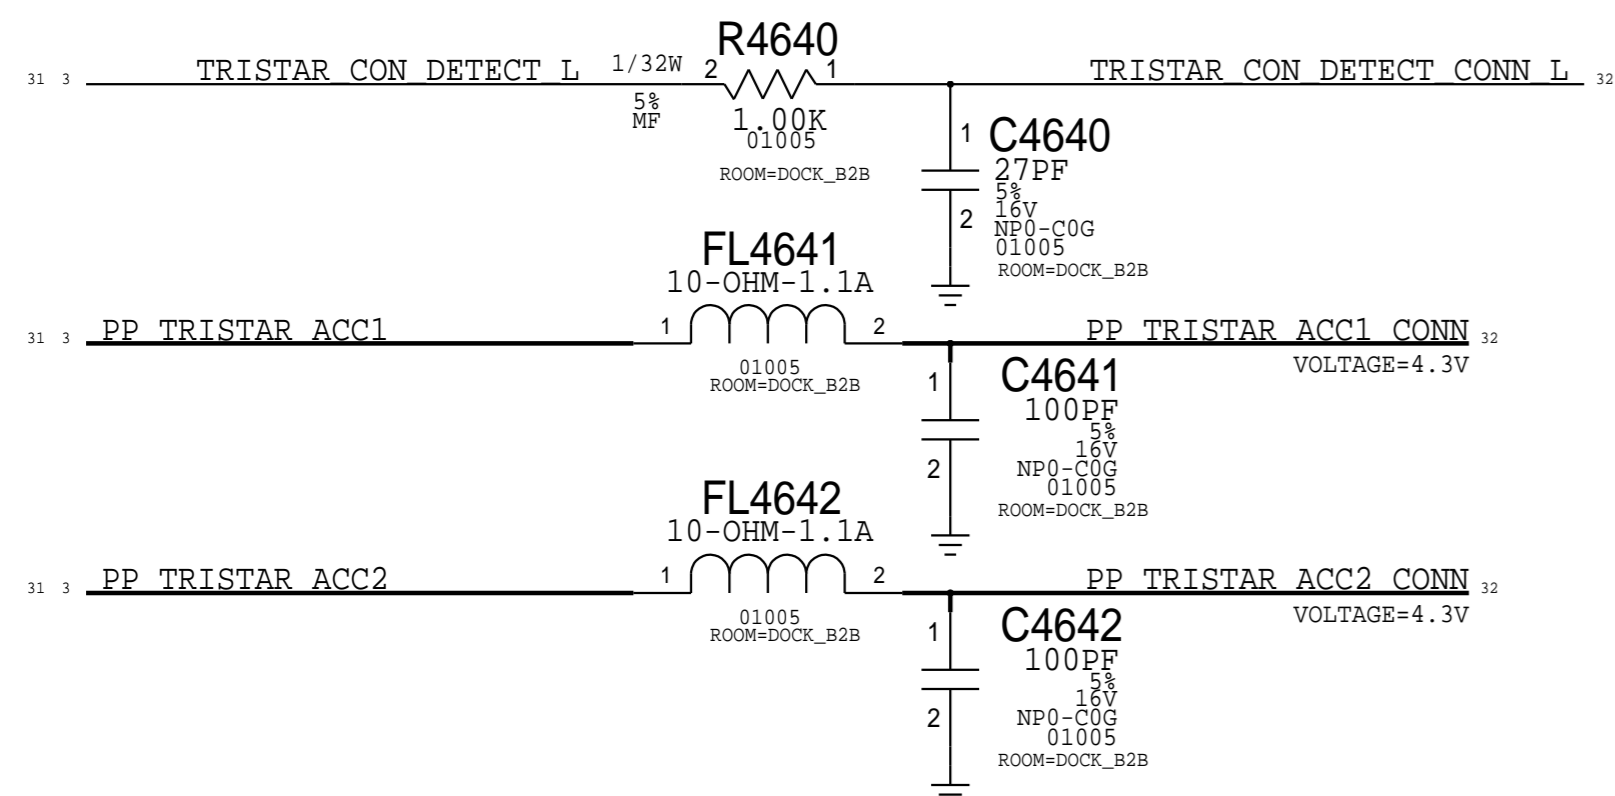 R4640
31 3 TRISTAR_CON_DETECT_L 1/32W 2 1 TRISTAR_CON_DETECT_CONN_L 32
5%
MF
1.00K
01005
ROOM=DOCK_B2B
1 C4640
27PF
5%
16V
2 NP0-C0G
01005
ROOM=DOCK_B2B
FL4641
10-OHM-1.1A
31 3 PP_TRISTAR_ACC1 1 2 PP_TRISTAR_ACC1_CONN 32
VOLTAGE=4.3V
01005
ROOM=DOCK_B2B
1 C4641
100PF
5%
16V
2 NP0-C0G
01005
ROOM=DOCK_B2B
FL4642
10-OHM-1.1A
31 3 PP_TRISTAR_ACC2 1 2 PP_TRISTAR_ACC2_CONN 32
VOLTAGE=4.3V
01005
ROOM=DOCK_B2B
1 C4642
100PF
5%
16V
2 NP0-C0G
01005
ROOM=DOCK_B2B